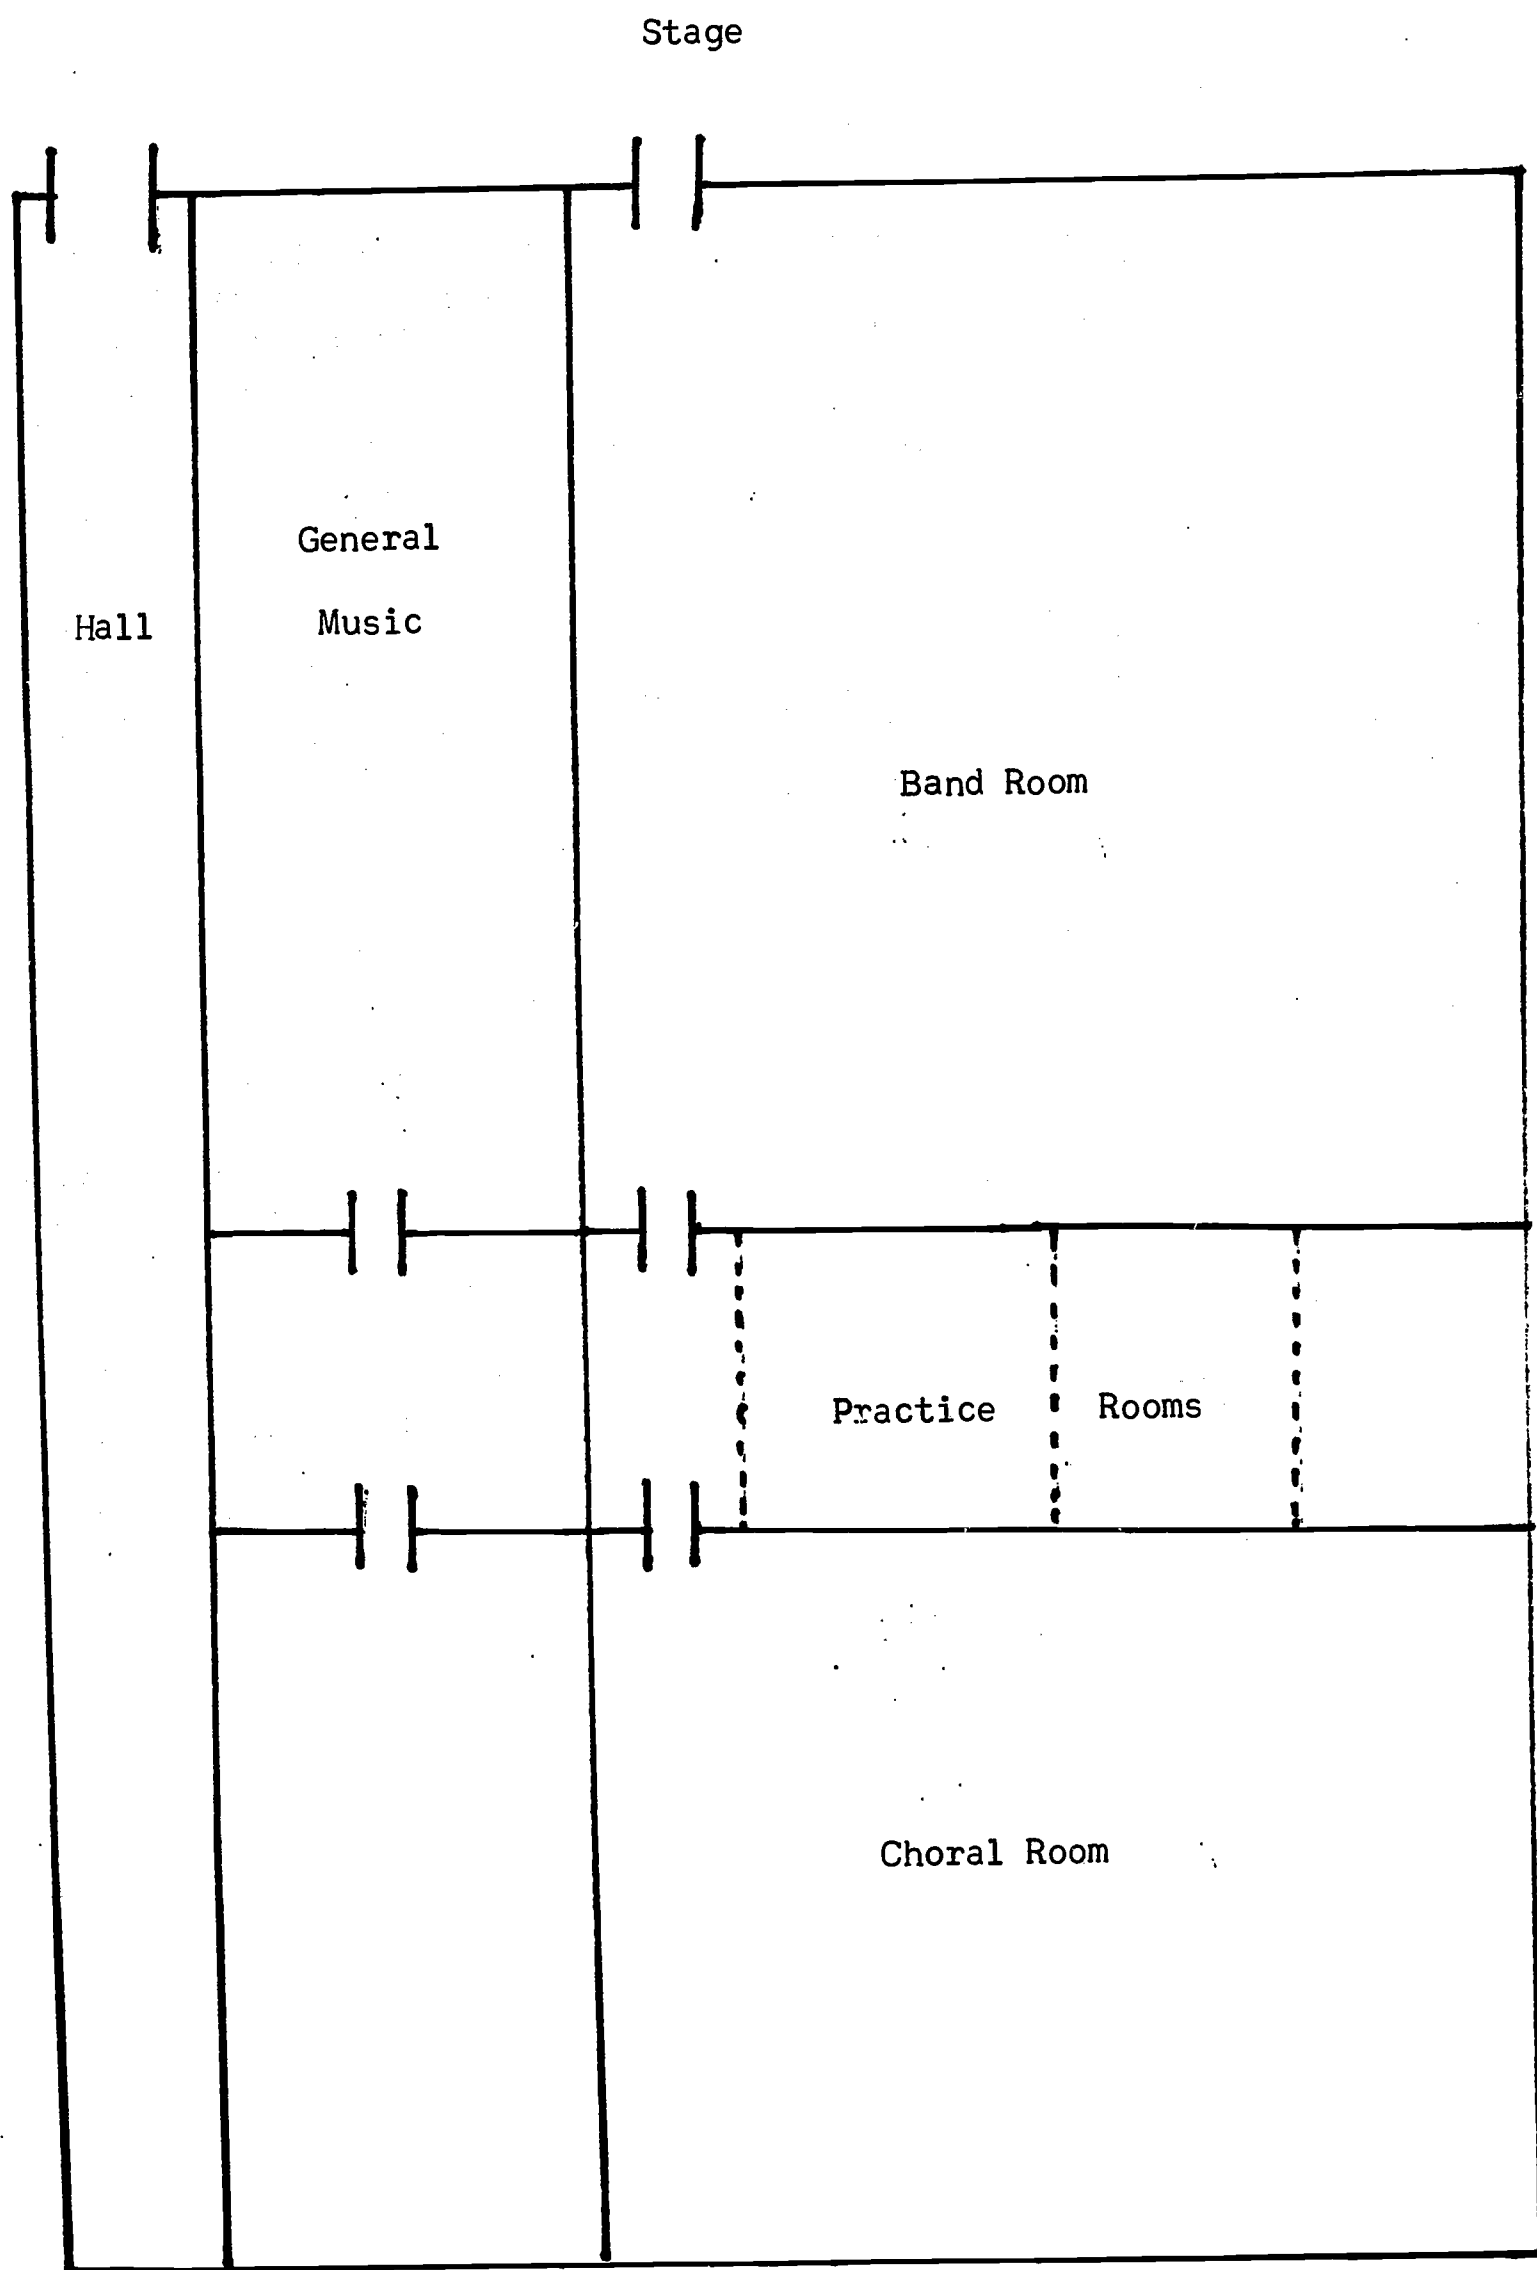 Stage
General
Music
Hall
Band Room
Practice Rooms
Choral Room